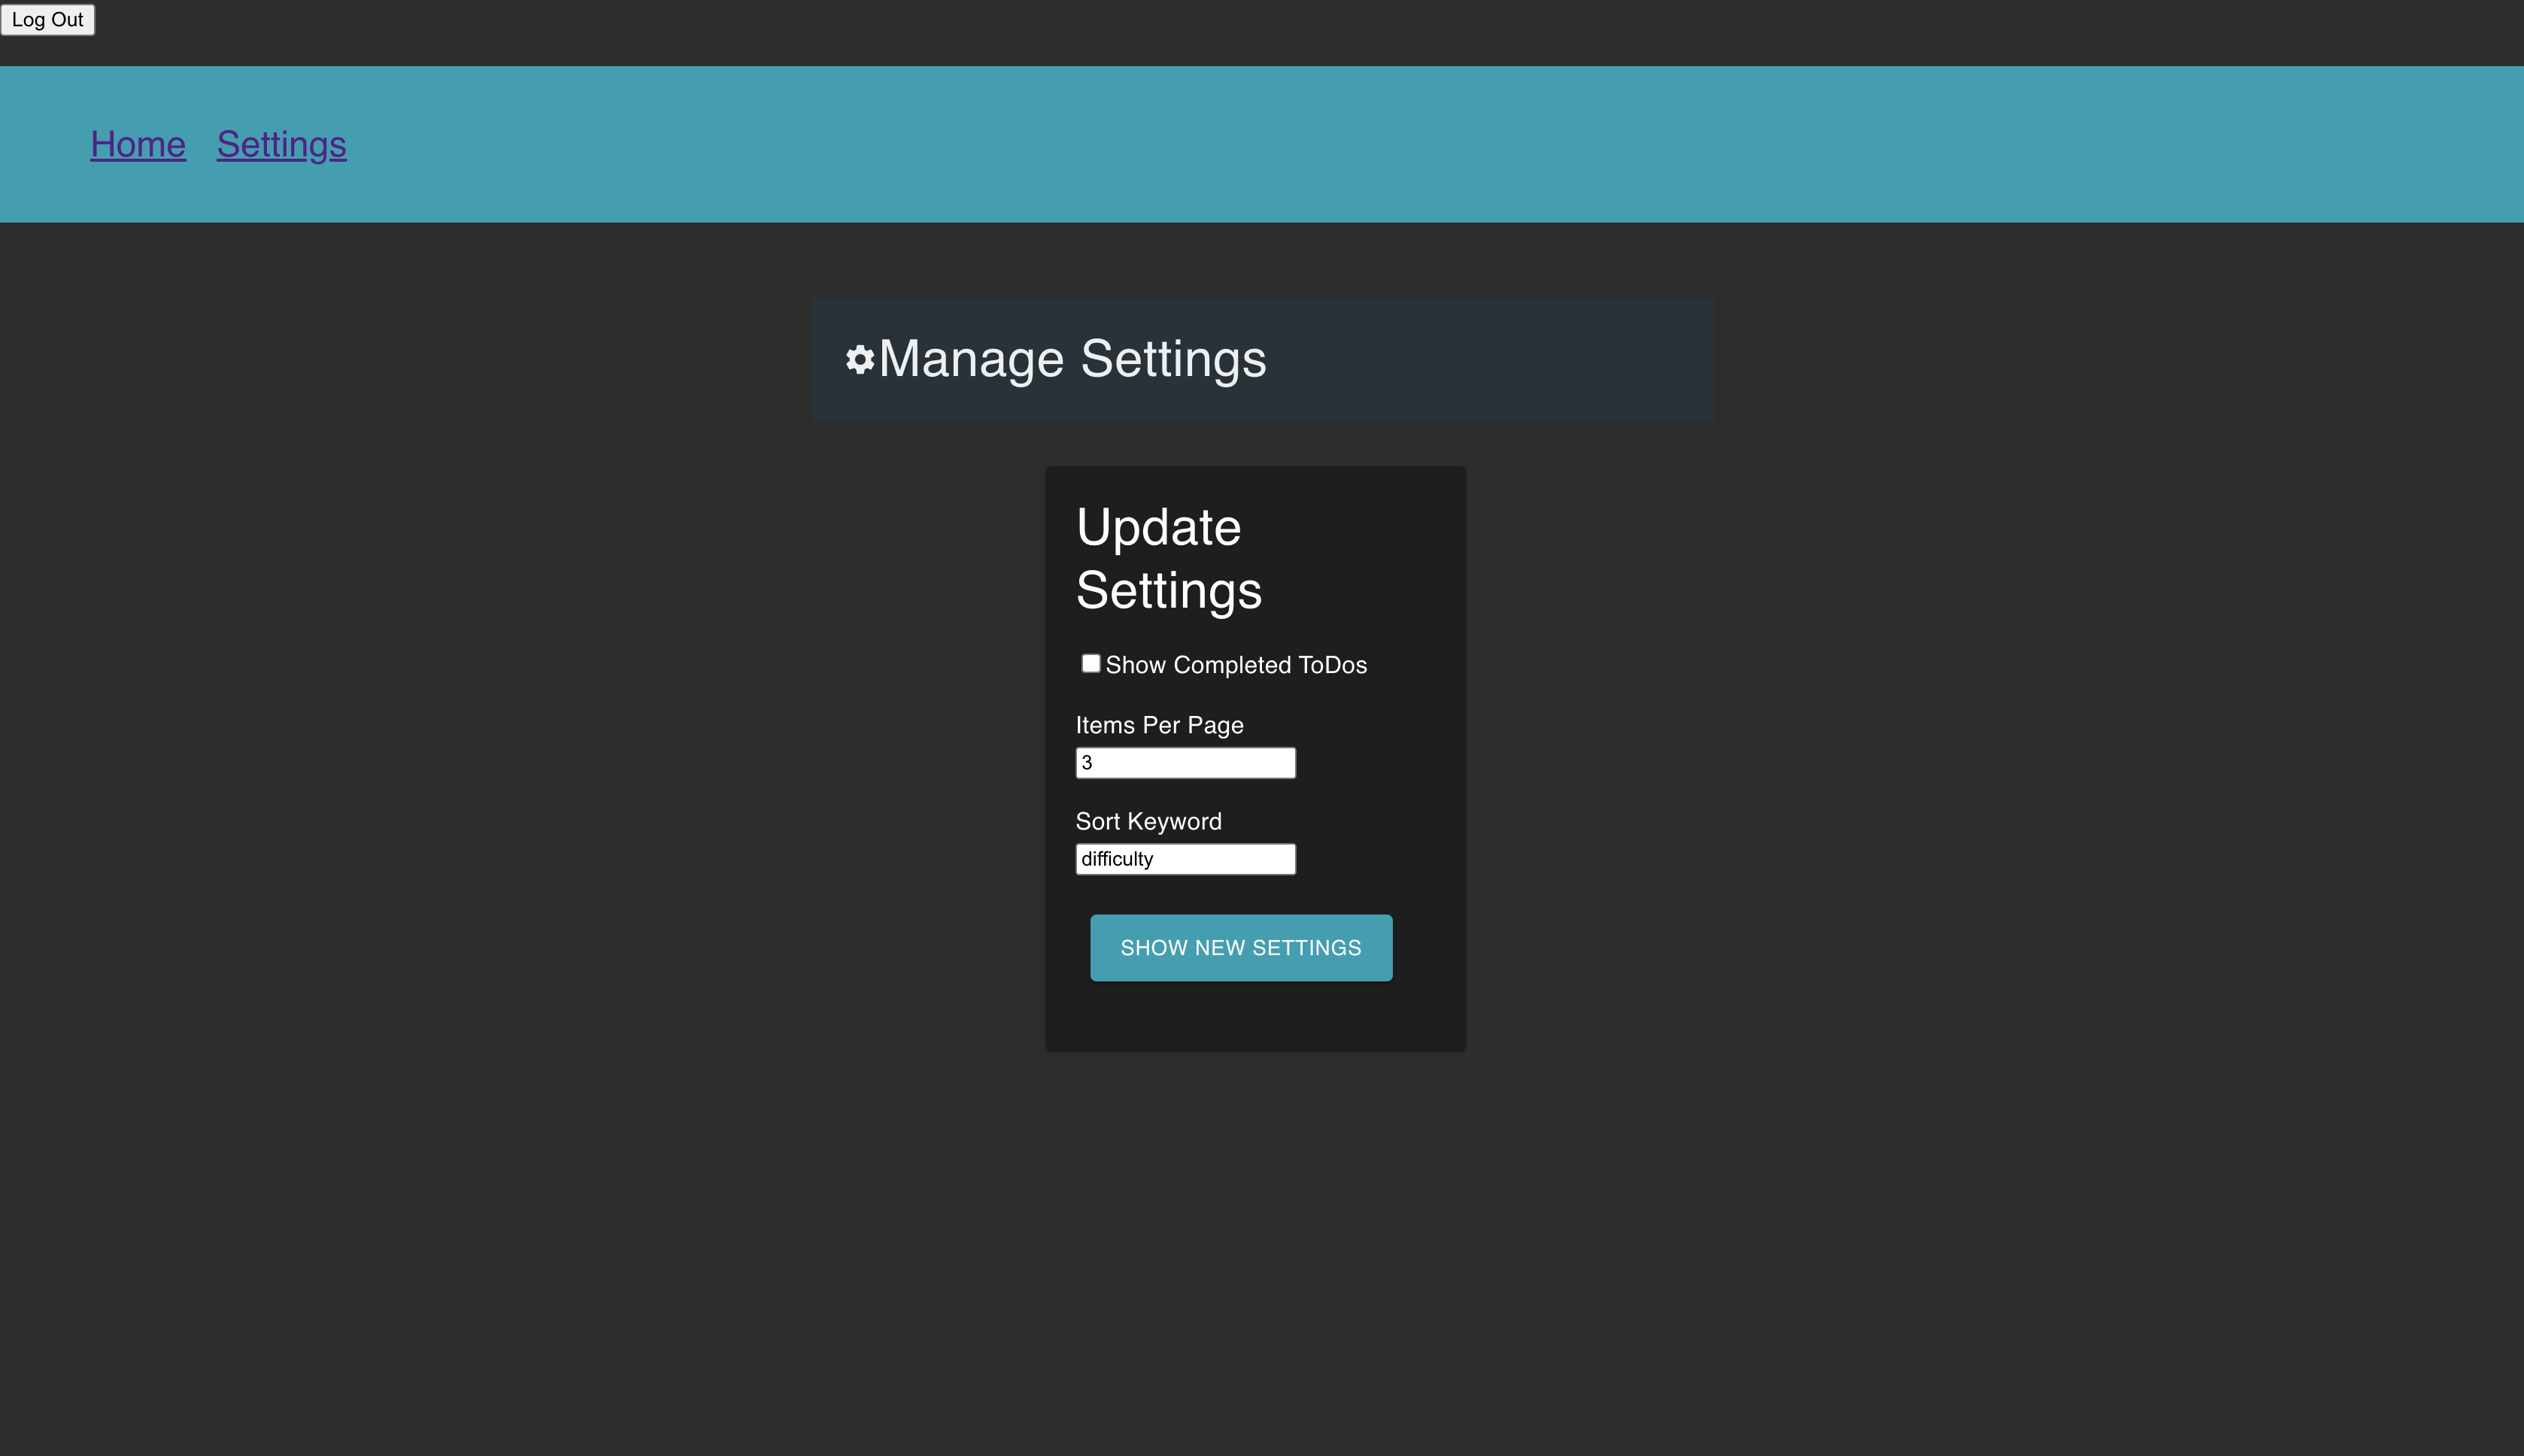 Log Out
Home Settings
Manage Settings
Update
Settings
Show Completed ToDos
Items Per Page
3
Sort Keyword
difficulty
SHOW NEW SETTINGS